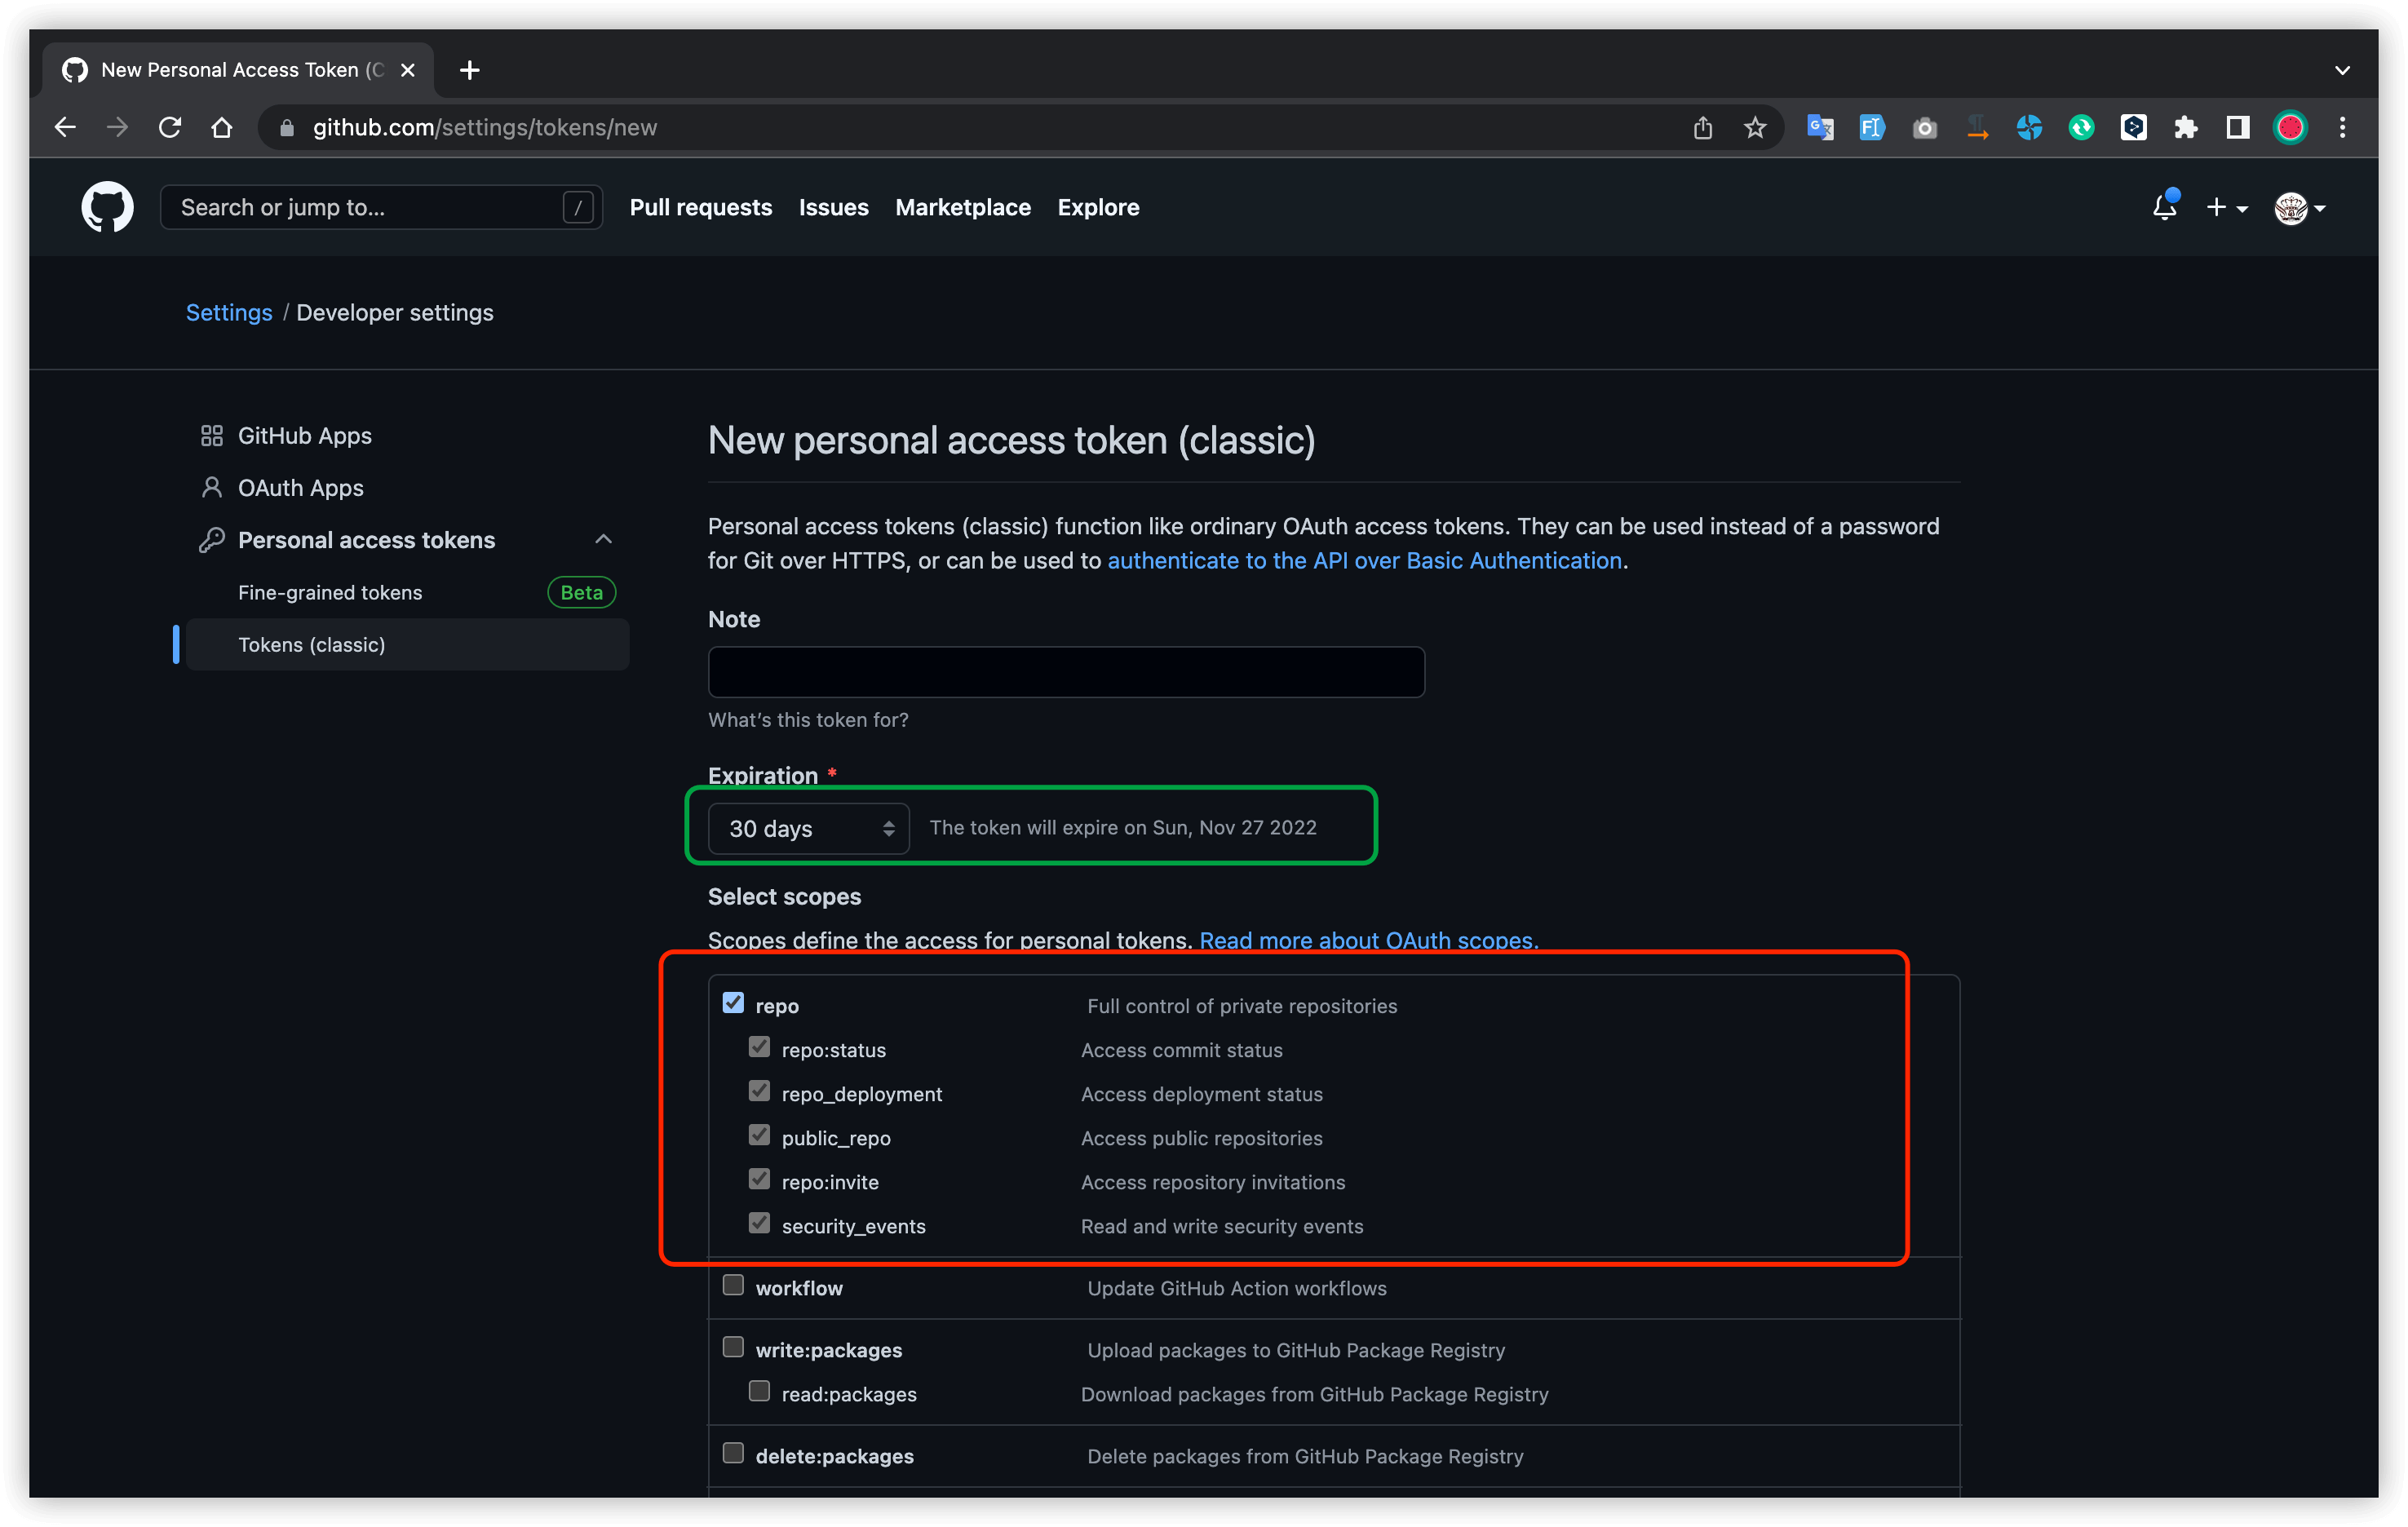 New Personal Access Token (C
github.com/settings/tokens/new
Search or jump to... /
Pull requests Issues Marketplace Explore
Settings / Developer settings
GitHub Apps
OAuth Apps
Personal access tokens
Fine-grained tokens Beta
Tokens (classic)
New personal access token (classic)
Personal access tokens (classic) function like ordinary OAuth access tokens. They can be used instead of a password
for Git over HTTPS, or can be used to authenticate to the API over Basic Authentication.
Note
What's this token for?
Expiration *
30 days The token will expire on Sun, Nov 27 2022
Select scopes
Scopes define the access for personal tokens. Read more about OAuth scopes.
repo Full control of private repositories
repo:status Access commit status
repo_deployment Access deployment status
public_repo Access public repositories
repo:invite Access repository invitations
security_events Read and write security events
workflow Update GitHub Action workflows
write:packages Upload packages to GitHub Package Registry
read:packages Download packages from GitHub Package Registry
delete:packages Delete packages from GitHub Package Registry